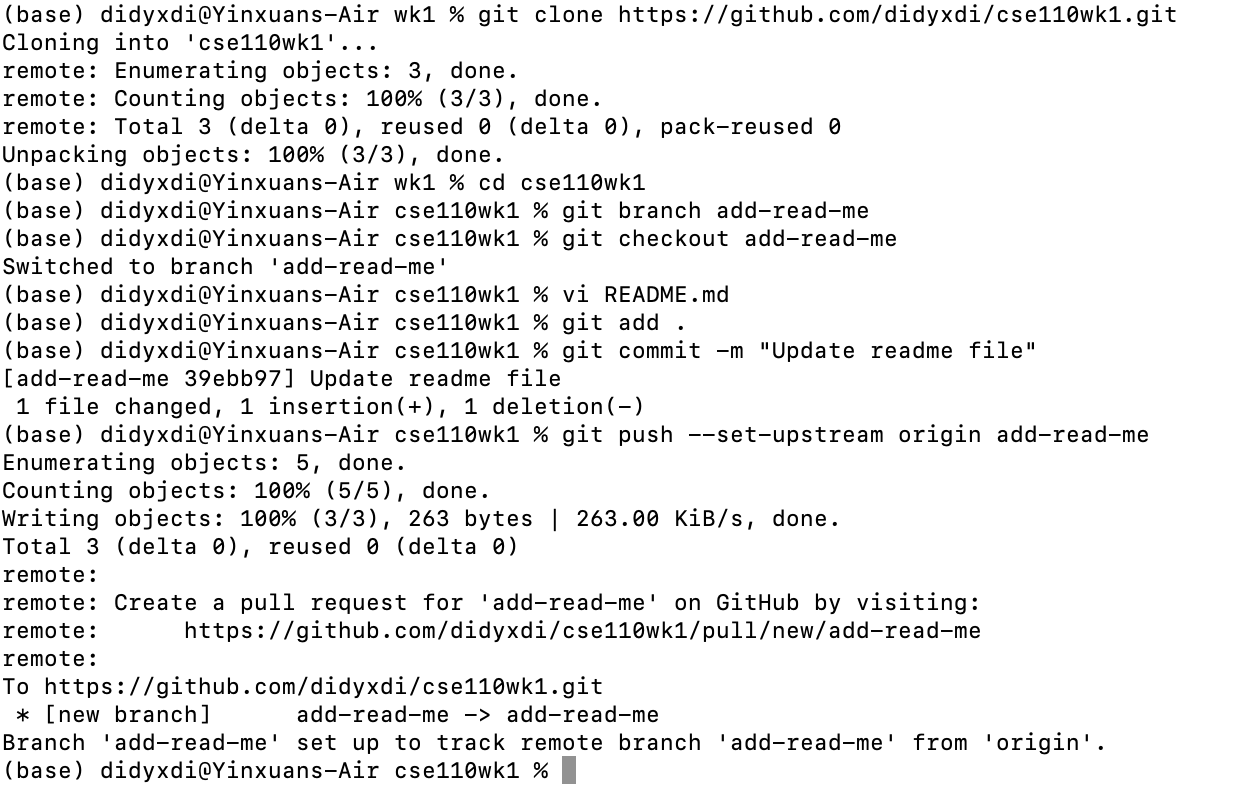 (base) didyxdi@Yinxuans-Air wk1 % git clone https://github.com/didyxdi/cse110wk1.git
Cloning into 'cse110wk1'...
remote: Enumerating objects: 3, done.
remote: Counting objects: 100% (3/3), done.
remote: Total 3 (delta 0), reused 0 (delta 0), pack-reused 0
Unpacking objects: 100% (3/3), done.
(base) didyxdi@Yinxuans-Air wk1 % cd cse110wk1
(base) didyxdi@Yinxuans-Air cse110wk1 % git branch add-read-me
(base) didyxdi@Yinxuans-Air cse110wk1 % git checkout add-read-me
Switched to branch 'add-read-me'
(base) didyxdi@Yinxuans-Air cse110wk1 % vi README.md
(base) didyxdi@Yinxuans-Air cse110wk1 % git add .
(base) didyxdi@Yinxuans-Air cse110wk1 % git commit -m "Update readme file"
[add-read-me 39ebb97] Update readme file
 1 file changed, 1 insertion(+), 1 deletion(-)
(base) didyxdi@Yinxuans-Air cse110wk1 % git push --set-upstream origin add-read-me
Enumerating objects: 5, done.
Counting objects: 100% (5/5), done.
Writing objects: 100% (3/3), 263 bytes | 263.00 KiB/s, done.
Total 3 (delta 0), reused 0 (delta 0)
remote:
remote: Create a pull request for 'add-read-me' on GitHub by visiting:
remote:      https://github.com/didyxdi/cse110wk1/pull/new/add-read-me
remote:
To https://github.com/didyxdi/cse110wk1.git
 * [new branch]      add-read-me -> add-read-me
Branch 'add-read-me' set up to track remote branch 'add-read-me' from 'origin'.
(base) didyxdi@Yinxuans-Air cse110wk1 %